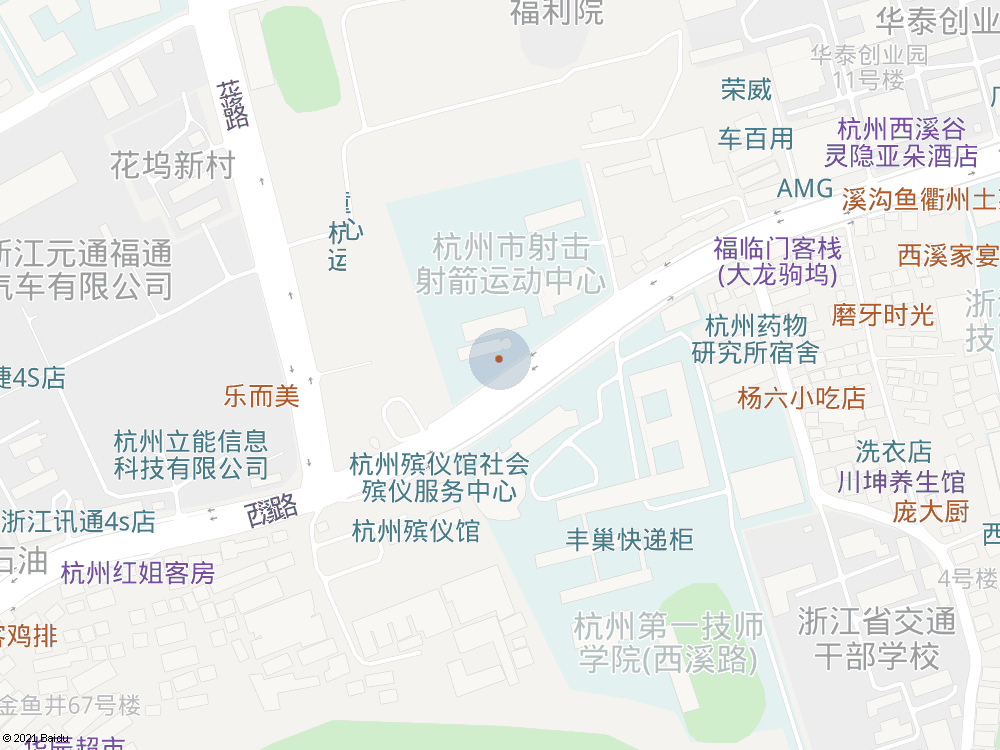 福利院
华泰创业
华泰创业园
11号楼
荣威
花坞路
车百用
杭州西溪谷
灵隐亚朵酒店
花坞新村
AMG
溪沟鱼衢州土
心
杭
运
杭州市射击
射箭运动中心
福临门客栈
(大龙驹坞)
西溪家宴
浙江元通福通
汽车有限公司
磨牙时光
杭州药物
研究所宿舍
捷4S店
乐而美
杨六小吃店
杭州立能信息
科技有限公司
杭州殡仪馆社会
殡仪服务中心
洗衣店
川坤养生馆
庞大厨
西溪路
浙江讯通4s店
杭州殡仪馆
丰巢快递柜
西
石油
杭州红姐客房
4号楼
杭州第一技师
学院(西溪路)
浙江省交通
干部学校
鸡排
金鱼井67号楼
华辰超市
© 2021 Baidu